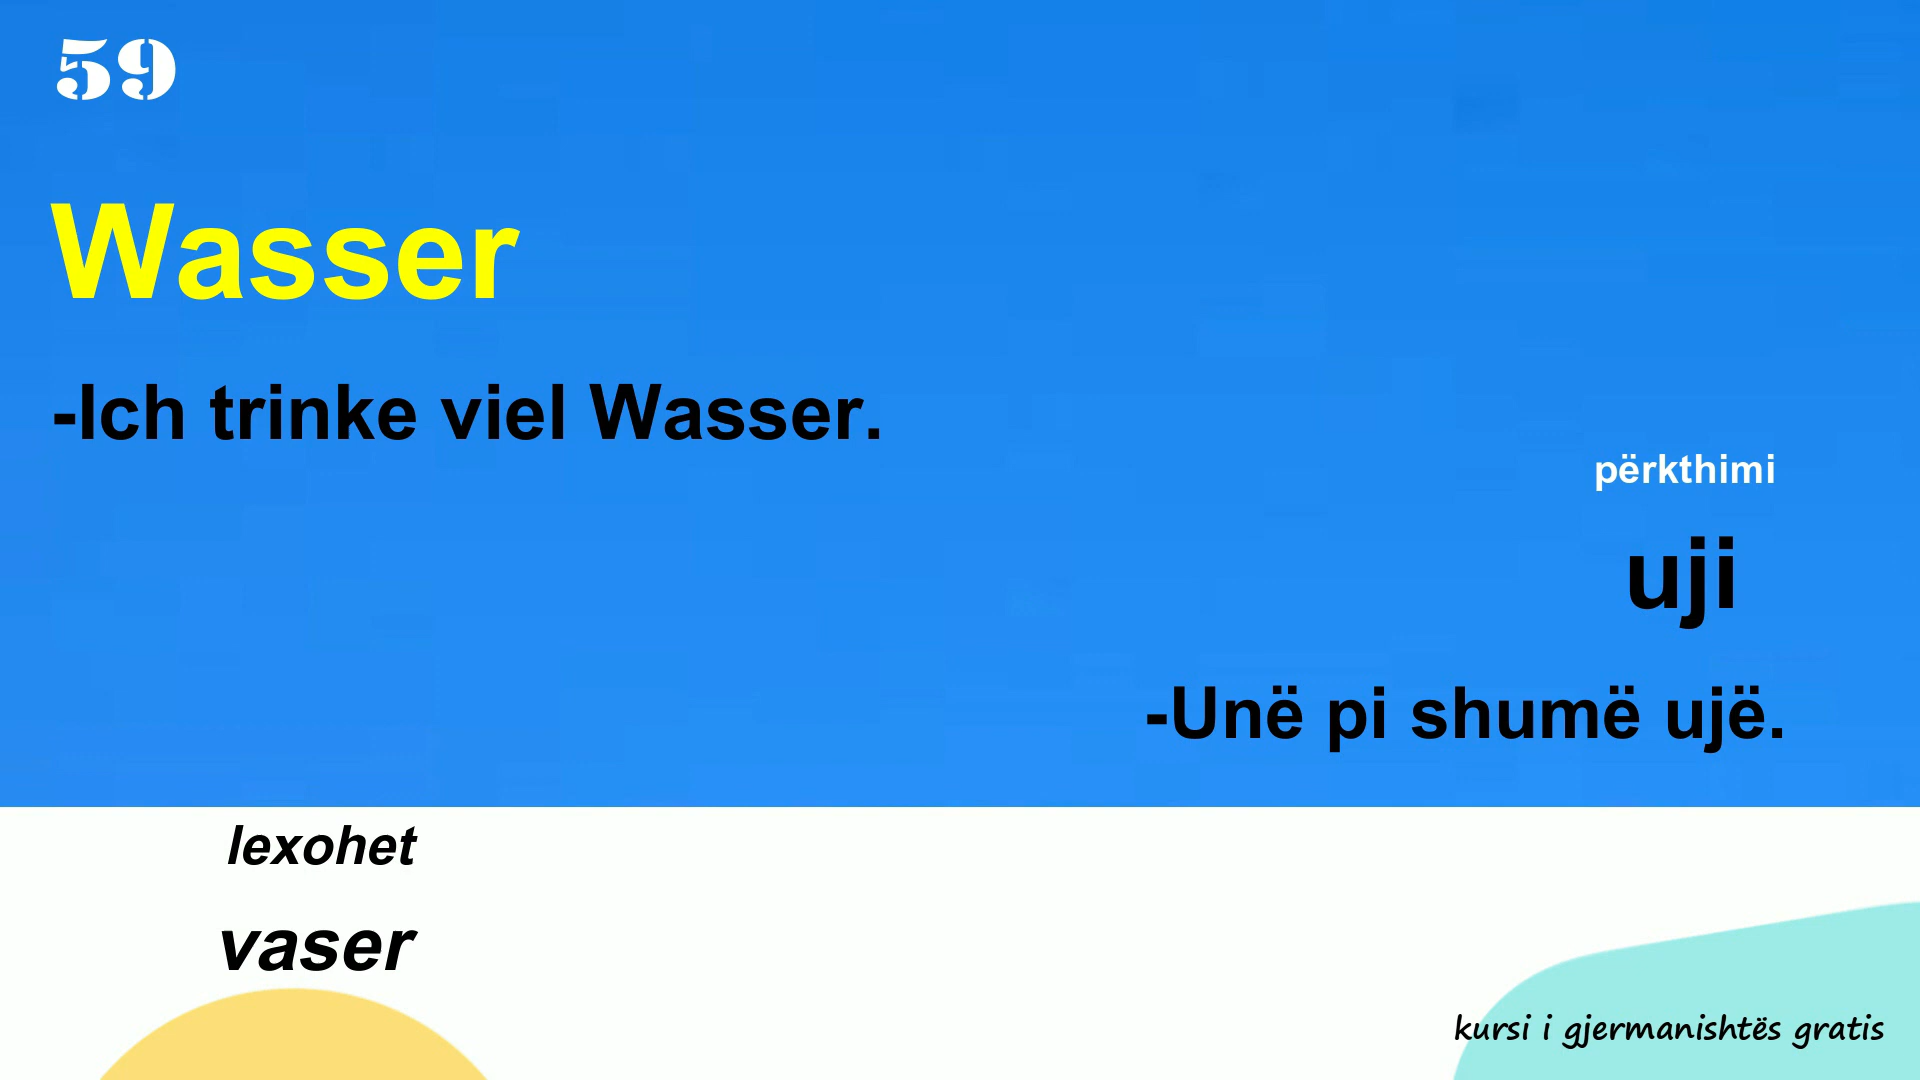 59
Wasser
-Ich trinke viel Wasser.
përkthimi
uji
-Unë pi shumë ujë.
lexohet
vaser
kursi i gjermanishtës gratis